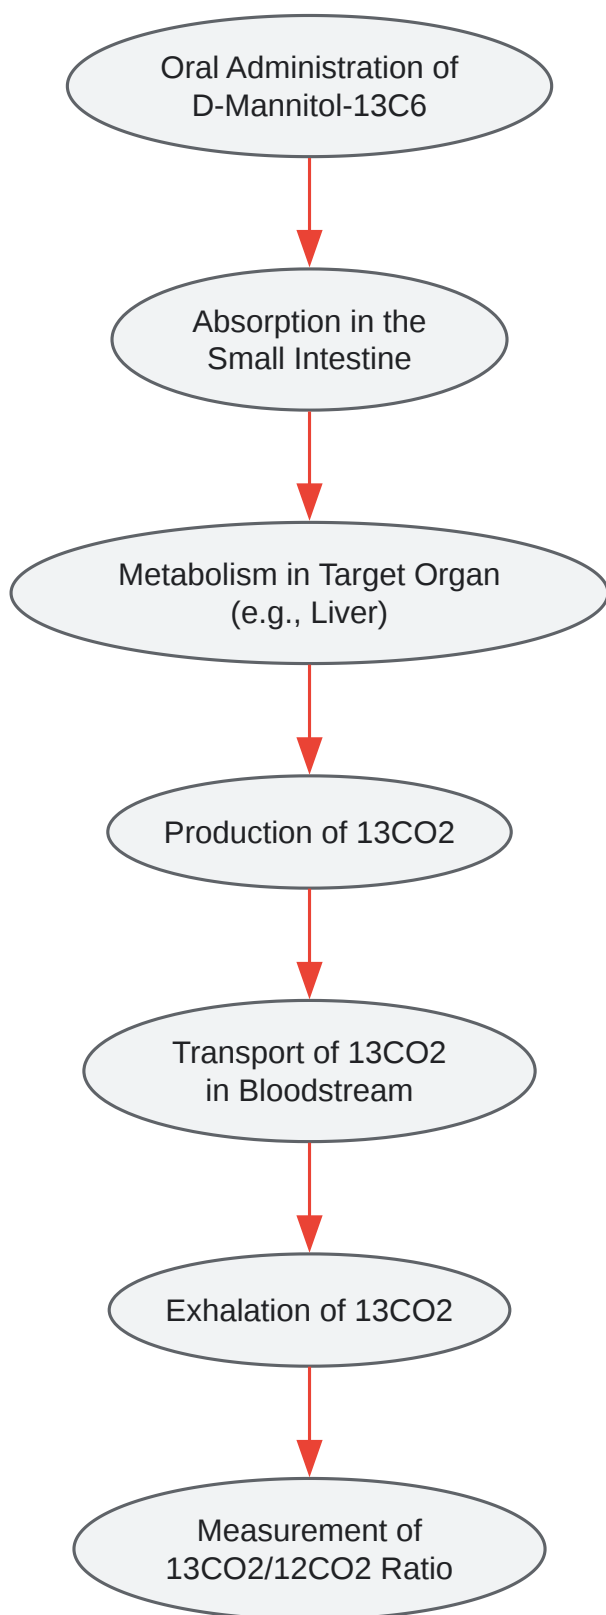 Oral Administration of
D-Mannitol-13C6
Absorption in the
Small Intestine
Metabolism in Target Organ
(e.g., Liver)
Production of 13CO2
Transport of 13CO2
in Bloodstream
Exhalation of 13CO2
Measurement of
13CO2/12CO2 Ratio